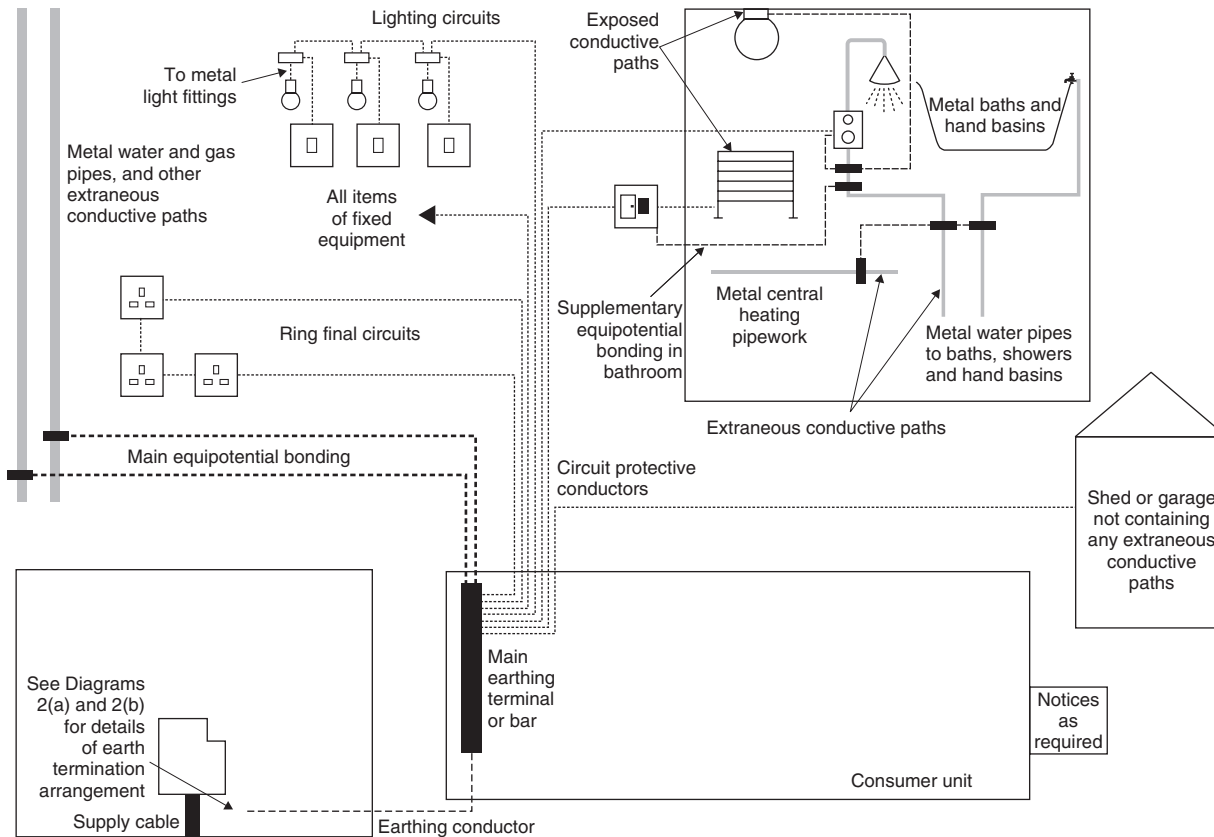 Lighting circuits
To metal
light fittings
Metal water and gas
pipes, and other
extraneous
conductive paths
All items
of fixed
equipment
Ring final circuits
Main equipotential bonding
Exposed
conductive
paths
Metal baths and
hand basins
Supplementary
equipotential
bonding in
bathroom
Metal central
heating
pipework
Metal water pipes
to baths, showers
and hand basins
Extraneous conductive paths
Circuit protective
conductors
Shed or garage
not containing
any extraneous
conductive
paths
See Diagrams
2(a) and 2(b)
for details
of earth
termination
arrangement
Supply cable
Earthing conductor
Main
earthing
terminal
or bar
Consumer unit
Notices
as
required